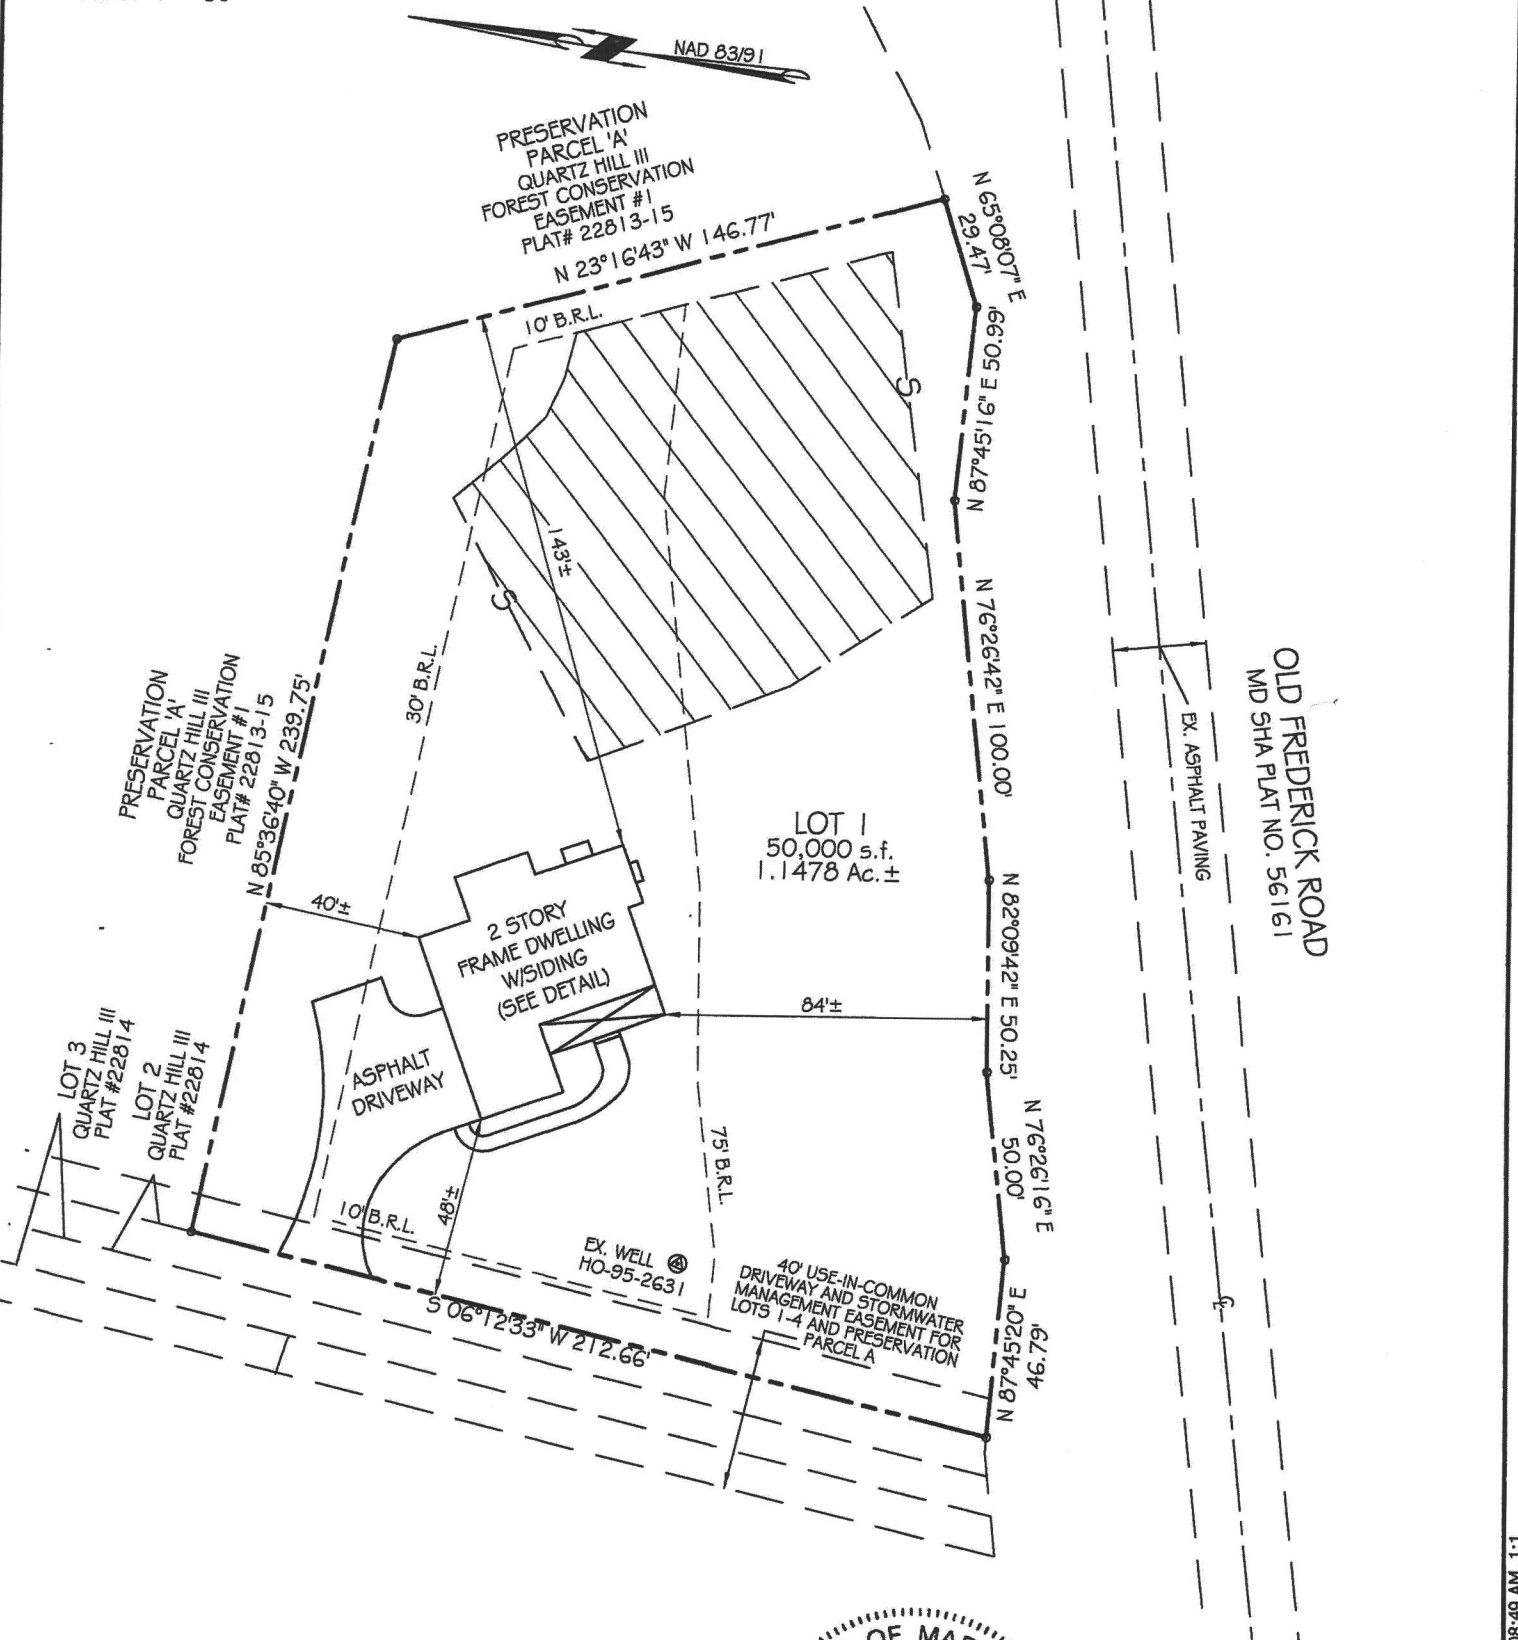 NAD 83/91
PRESERVATION
PARCEL 'A'
QUARTZ HILL III
FOREST CONSERVATION
EASEMENT #1
PLAT# 22813-15
N 23°16'43" W 146.77'
10' B.R.L.
N 65°08'07" E
29.47'
N 87°45'16" E 50.99'
S
S
143'±
N 76°26'42" E 100.00'
30' B.R.L.
OLD FREDERICK ROAD
MD SHA PLAT NO. 56161
EX. ASPHALT PAVING
PRESERVATION
PARCEL 'A'
QUARTZ HILL III
FOREST CONSERVATION
EASEMENT #1
PLAT# 22813-15
N 85°36'40" W 239.75'
LOT 1
50,000 s.f.
1.1478 Ac.±
40'±
2 STORY
FRAME DWELLING
W/SIDING
(SEE DETAIL)
84'±
N 82°09'42" E 50.25'
ASPHALT
DRIVEWAY
LOT 3
QUARTZ HILL III
PLAT #22814
LOT 2
QUARTZ HILL III
PLAT #22814
N 76°26'16" E
50.00'
75' B.R.L.
10' B.R.L.
48'±
EX. WELL
HO-95-2631
40' USE-IN-COMMON
DRIVEWAY AND STORMWATER
MANAGEMENT EASEMENT FOR
LOTS 1-4 AND PRESERVATION
PARCEL A
S 06°12'33" W 212.66'
N 87°45'20" E
46.79'
CL
OF
AM 1:1